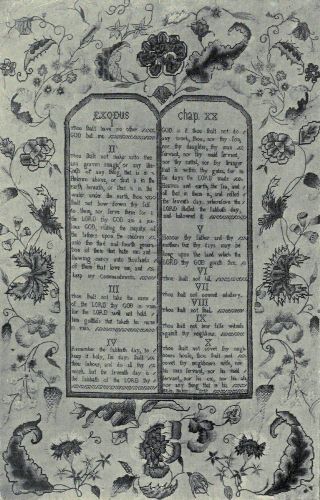 EXODUS
Thou shalt have no other
GOD but me.
II
Thou shalt not make unto thee
any graven image, or any like-
ness of any thing, that is in
Heaven above, or that is in the
earth beneath, or that is in the
water under the earth, thou
shalt not bow down thy self to
them, nor serve them for I
the LORD thy GOD am a jea-
lous GOD, visiting the iniquity of
the fathers upon the children
unto the third and fourth genera-
tion of them that hate me, and
shewing mercy unto thousands
of them that love me, and
keep my Commandments.
III
Thou shalt not take the name
of the LORD thy GOD in vain
for the LORD will not hold
him guiltless that taketh his name
in vain.
IV
Remember the Sabbath day, to
keep it holy, Six days shalt
thou labour, and do all thy
work, but the seventh day is
the Sabbath of the LORD thy
Chap. XX
GOD in it thou shalt not do
any work, thou, nor thy son,
nor thy daughter, thy man
servant, nor thy maid servant,
nor thy cattle, nor thy stranger
that is within thy gates, for in
six days the LORD made
Heaven and earth, the sea, and
all that in them is, and rested
the seventh day, wherefore the
LORD blessed the Sabbath day,
and hallowed it.
V
Honour thy father and thy
mother that thy days may be
long upon the land which the
LORD thy GOD giveth thee.
VI
Thou shalt not kill.
VII
Thou shalt not commit adultery.
VIII
Thou shalt not steal.
IX
Thou shalt not bear false witness
against thy neighbour.
X
Thou shalt not covet thy neigh-
bours house, thou shalt not
covet thy neighbours wife, nor
his man servant, nor his maid
servant, nor his ox, nor his ass,
nor any thing that is his.